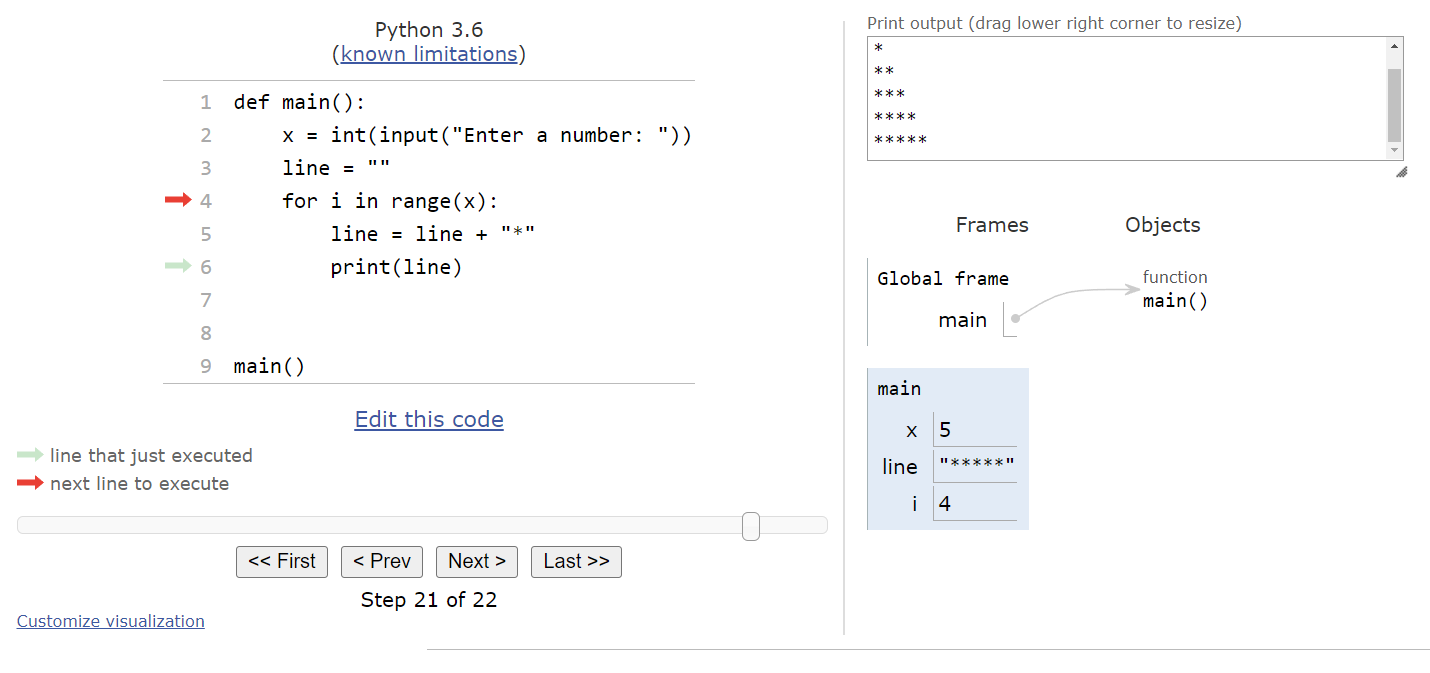 Python 3.6
(known limitations)
1 def main():
2     x = int(input("Enter a number: "))
3     line = ""
4     for i in range(x):
5         line = line + "*"
6         print(line)
7
8
9 main()
Edit this code
line that just executed
next line to execute
<< First < Prev Next > Last >>
Step 21 of 22
Customize visualization
Print output (drag lower right corner to resize)
*
**
***
****
*****
Frames Objects
Global frame
main
function
main()
main
x 5
line "*****"
i 4